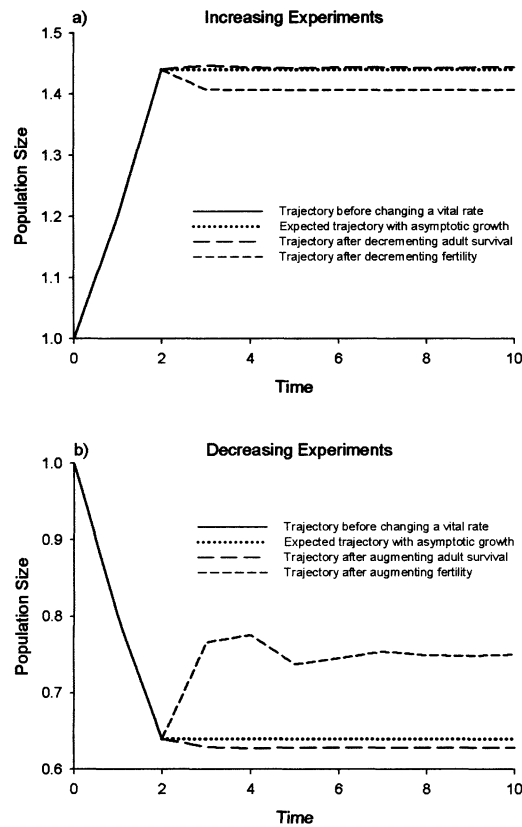 a) Increasing Experiments
1.5
1.4
1.3
1.2
1.1
1.0
Population Size
Trajectory before changing a vital rate
Expected trajectory with asymptotic growth
Trajectory after decrementing adult survival
Trajectory after decrementing fertility
0 2 4 6 8 10
Time
b) Decreasing Experiments
1.0
0.9
0.8
0.7
0.6
Population Size
Trajectory before changing a vital rate
Expected trajectory with asymptotic growth
Trajectory after augmenting adult survival
Trajectory after augmenting fertility
0 2 4 6 8 10
Time